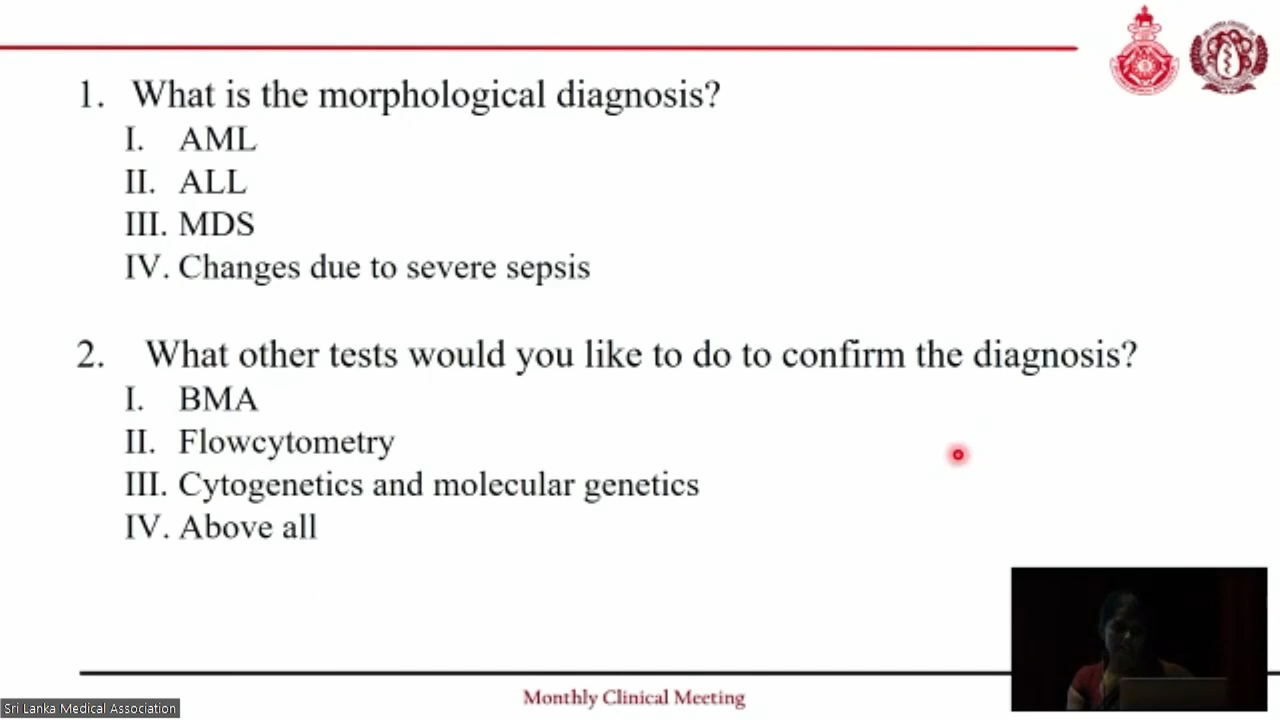 1. What is the morphological diagnosis?
I. AML
II. ALL
III. MDS
IV. Changes due to severe sepsis
2. What other tests would you like to do to confirm the diagnosis?
I. BMA
II. Flowcytometry
III. Cytogenetics and molecular genetics
IV. Above all
Monthly Clinical Meeting
Sri Lanka Medical Association